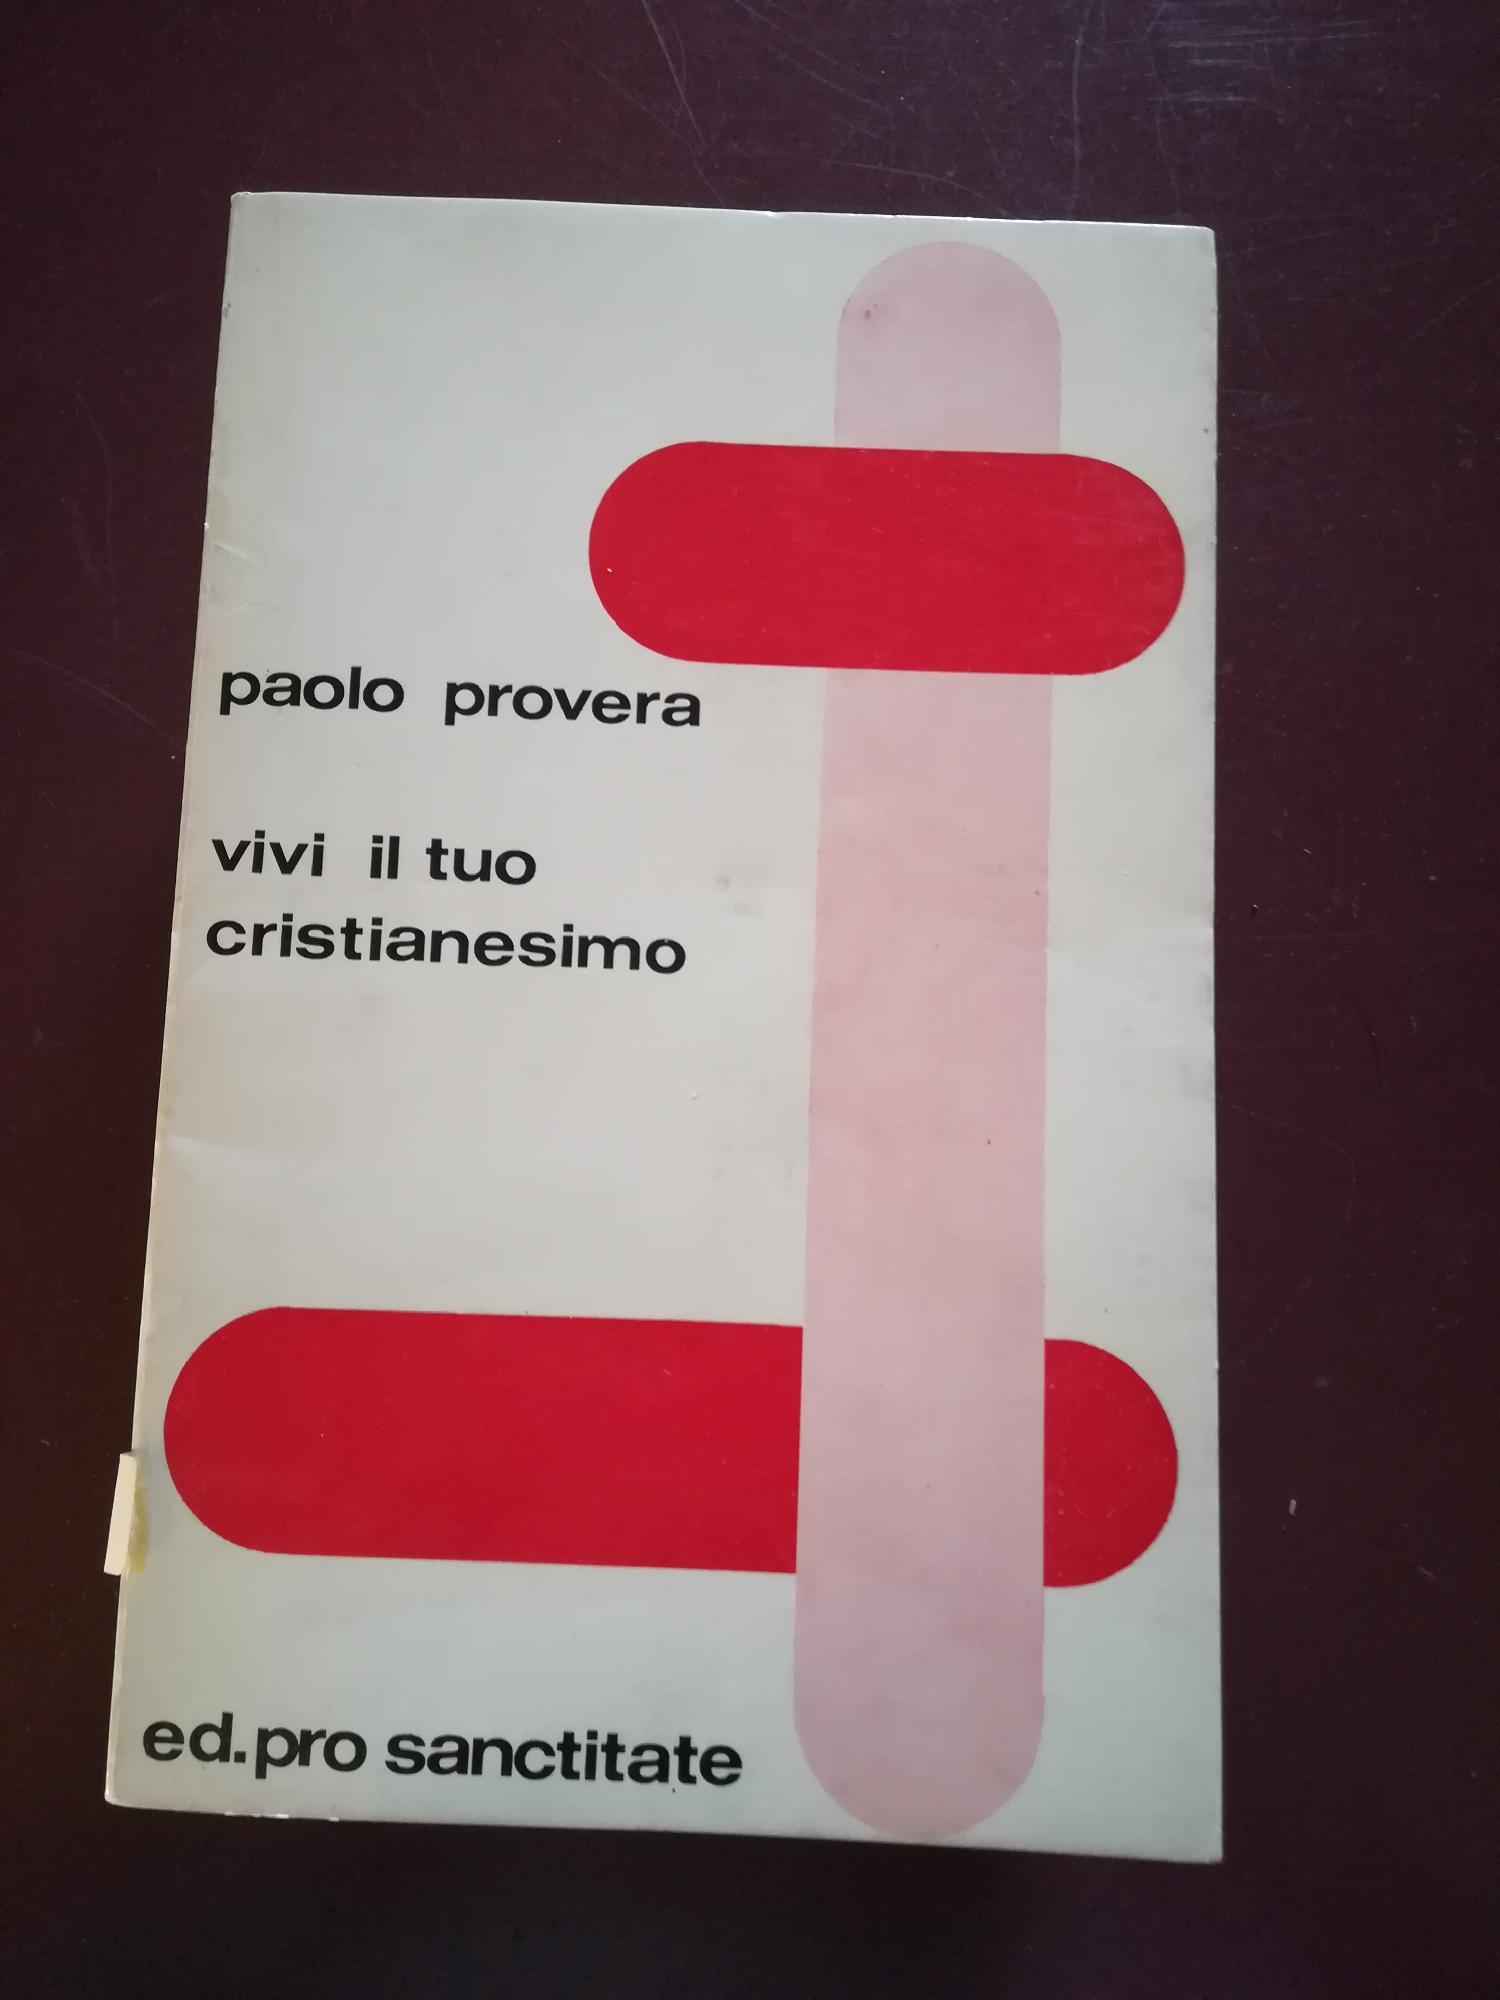 paolo provera
vivi il tuo
cristianesimo
ed.pro sanctitate